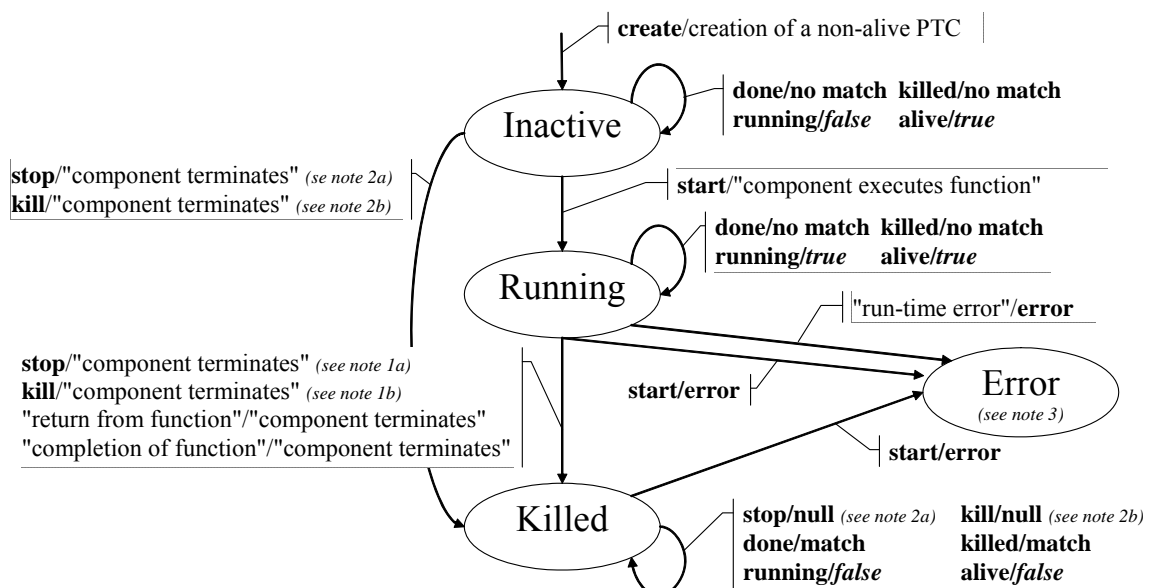 create/creation of a non-alive PTC
Inactive
done/no match killed/no match
running/false alive/true
stop/"component terminates" (se note 2a)
kill/"component terminates" (see note 2b)
start/"component executes function"
done/no match killed/no match
running/true alive/true
Running
"run-time error"/error
stop/"component terminates" (see note 1a)
kill/"component terminates" (see note 1b)
"return from function"/"component terminates"
"completion of function"/"component terminates"
start/error
Error
(see note 3)
start/error
Killed
stop/null (see note 2a) kill/null (see note 2b)
done/match killed/match
running/false alive/false